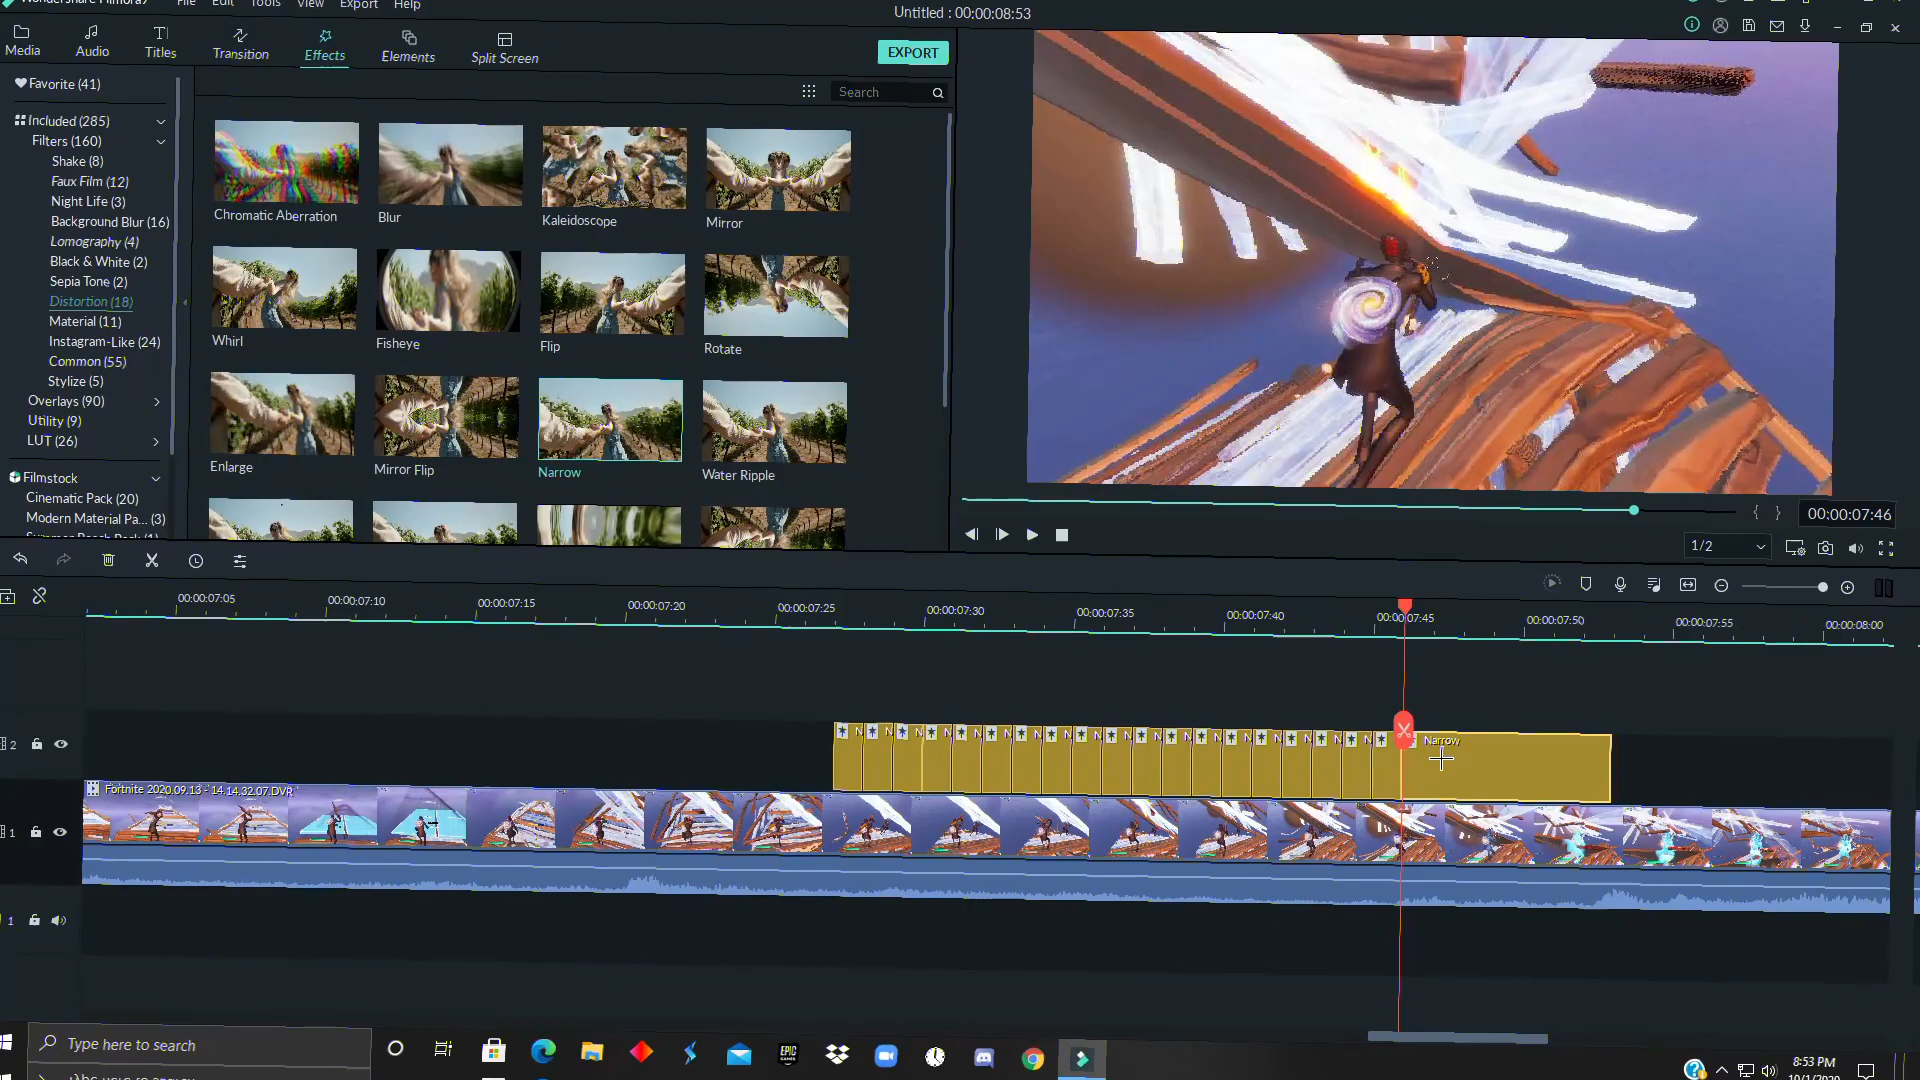 Wondershare Filmora9
File Edit Tools View Export Help
Untitled : 00:00:08:53
Media
Audio
Titles
Transition
Effects
Elements
Split Screen
EXPORT
Favorite (41)
Search
Included (285)
Filters (160)
Shake (8)
Faux Film (12)
Night Life (3)
Background Blur (16)
Lomography (4)
Black & White (2)
Sepia Tone (2)
Distortion (18)
Material (11)
Instagram-Like (24)
Common (55)
Stylize (5)
Overlays (90)
Utility (9)
LUT (26)
Filmstock
Cinematic Pack (20)
Modern Material Pa... (3)
Chromatic Aberration
Blur
Kaleidoscope
Mirror
Whirl
Fisheye
Flip
Rotate
Enlarge
Mirror Flip
Narrow
Water Ripple
{ }
00:00:07:46
1/2
00:00:07:05
00:00:07:10
00:00:07:15
00:00:07:20
00:00:07:25
00:00:07:30
00:00:07:35
00:00:07:40
00:00:07:45
00:00:07:50
00:00:07:55
00:00:08:00
2
N N N N N N N N N N N N N N N N N N
Narrow
Fortnite 2020.09.13 - 14.14.32.07.DVR
1
1
Type here to search
EPIC
GAMES
8:53 PM
10/1/2020